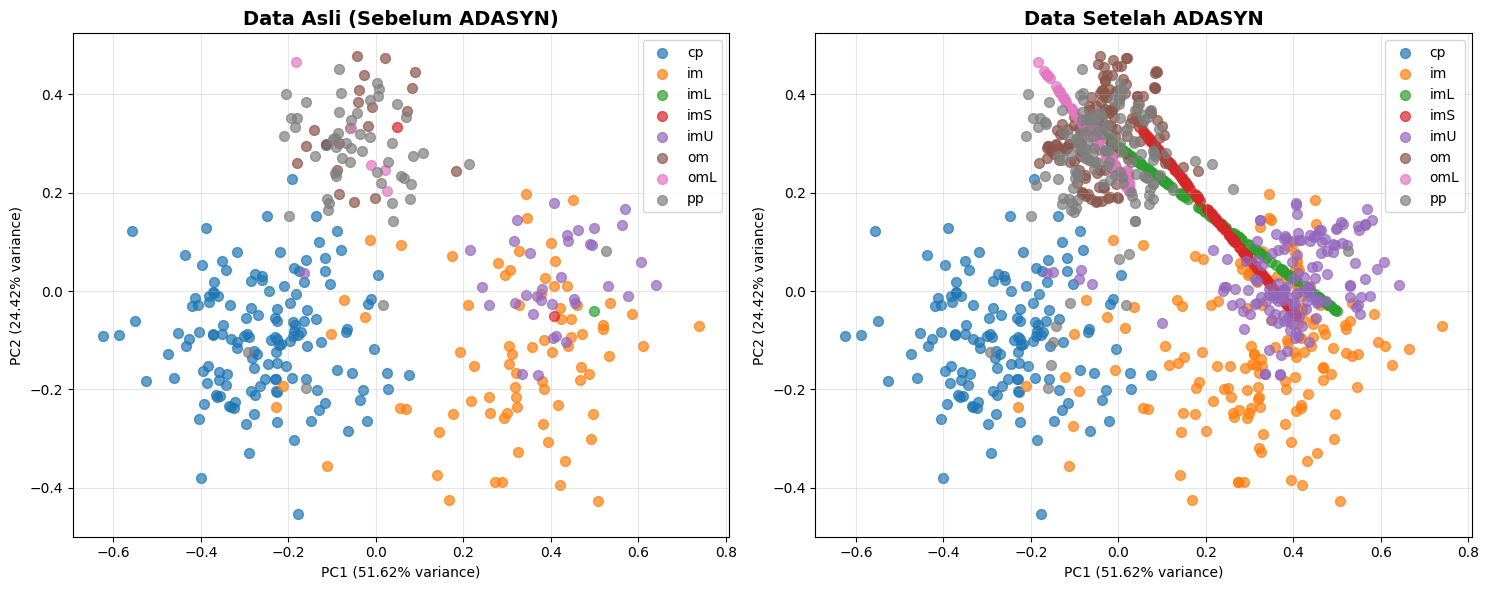 Data Asli (Sebelum ADASYN)
cp
im
imL
imS
imU
om
omL
pp
0.4
0.2
0.0
−0.2
−0.4
PC2 (24.42% variance)
−0.6
−0.4
−0.2
0.0
0.2
0.4
0.6
0.8
PC1 (51.62% variance)
Data Setelah ADASYN
cp
im
imL
imS
imU
om
omL
pp
0.4
0.2
0.0
−0.2
−0.4
PC2 (24.42% variance)
−0.6
−0.4
−0.2
0.0
0.2
0.4
0.6
0.8
PC1 (51.62% variance)